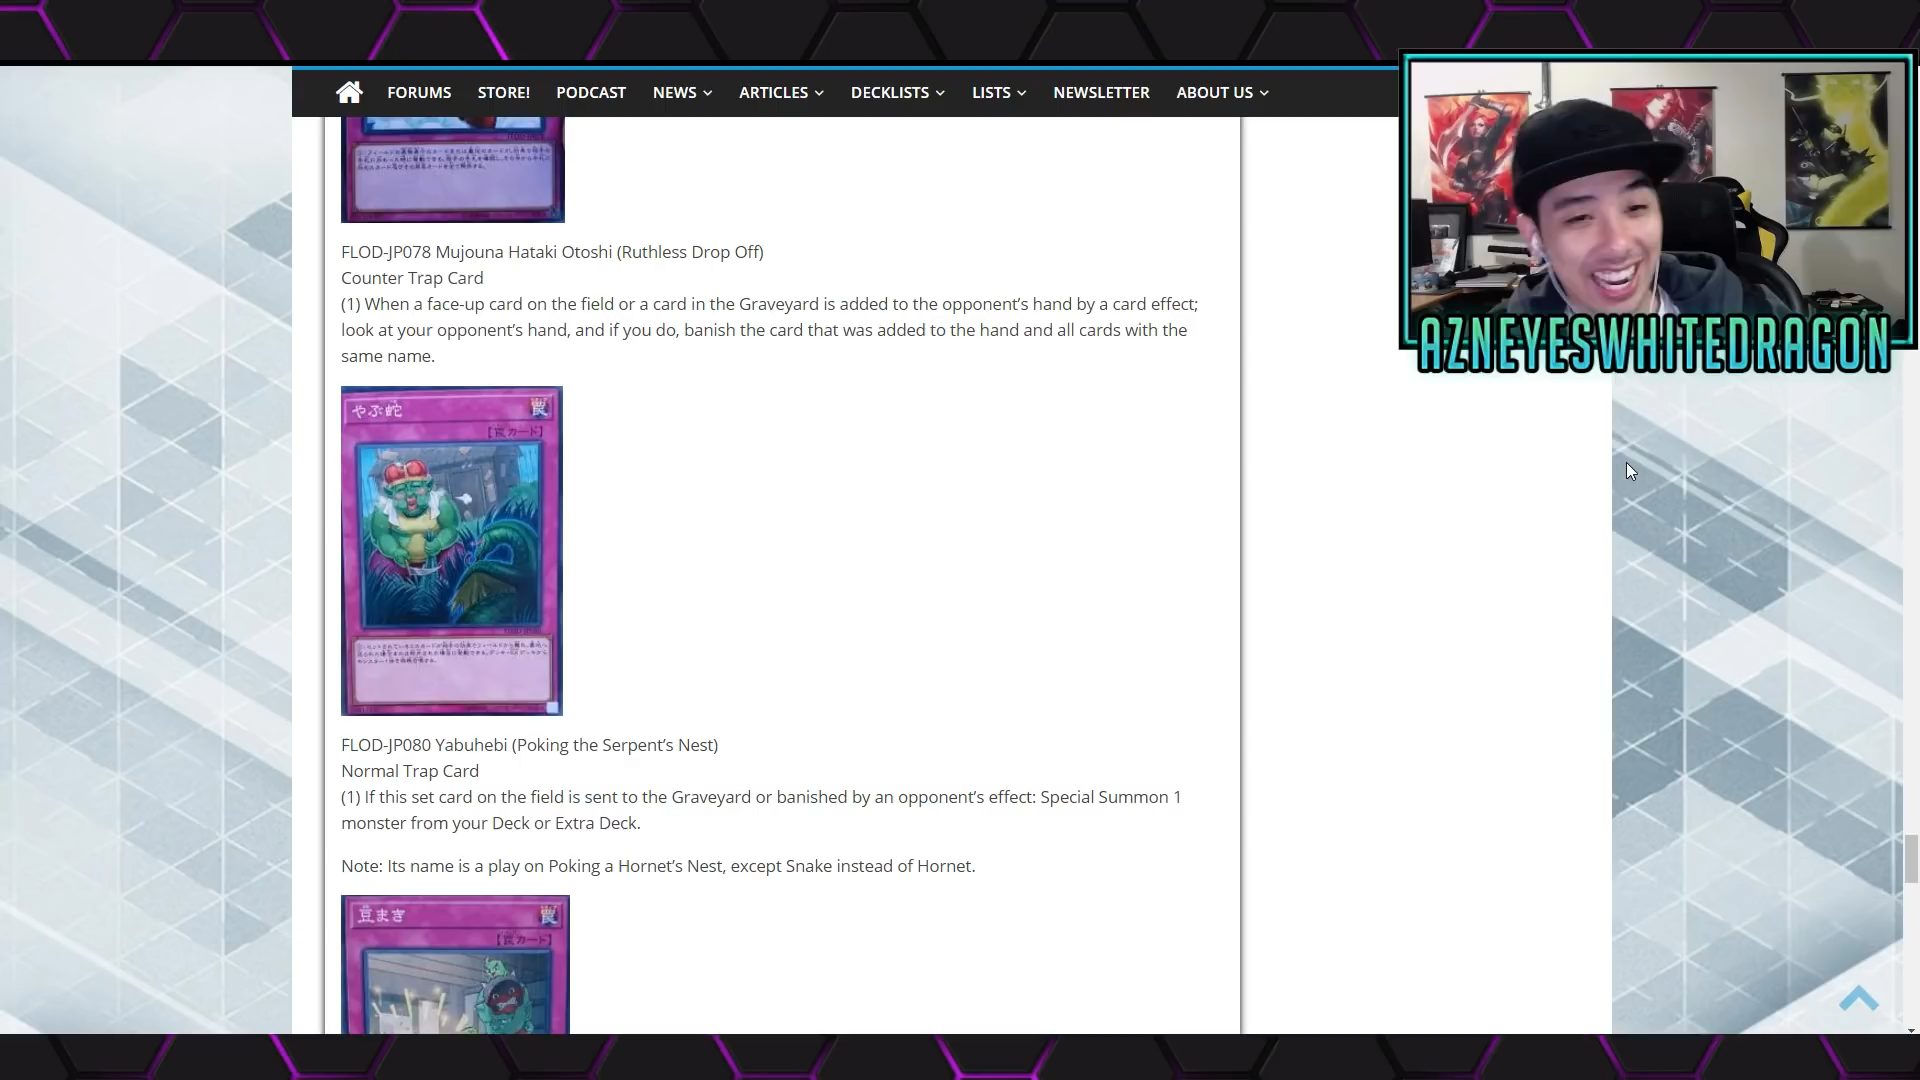 FORUMS STORE! PODCAST NEWS ARTICLES DECKLISTS LISTS NEWSLETTER ABOUT US
AZNEYESWHITEDRAGON
FLOD-JP078 Mujouna Hataki Otoshi (Ruthless Drop Off)
Counter Trap Card
(1) When a face-up card on the field or a card in the Graveyard is added to the opponent’s hand by a card effect;
look at your opponent’s hand, and if you do, banish the card that was added to the hand and all cards with the
same name.
やぶ蛇
罠
【罠カード】
FLOD-JP080 Yabuhebi (Poking the Serpent’s Nest)
Normal Trap Card
(1) If this set card on the field is sent to the Graveyard or banished by an opponent’s effect: Special Summon 1
monster from your Deck or Extra Deck.
Note: Its name is a play on Poking a Hornet’s Nest, except Snake instead of Hornet.
豆まき
罠
【罠カード】